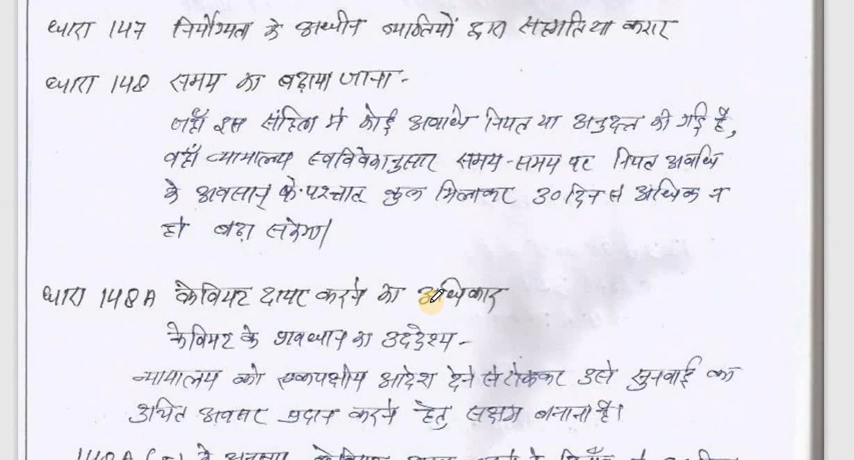 धारा 147 निर्योग्यता के अधीन व्यक्तियों द्वारा सहमति या करार
धारा 148 समय का बढ़ाया जाना -
जहाँ इस संहिता में कोई अवधि नियत या अनुदत्त की गई है,
वहाँ न्यायालय स्वविवेकानुसार समय-समय पर नियत अवधि
के अवसान के पश्चात कुल मिलाकर 30 दिन से अधिक न
हो बढ़ा सकेगा।
धारा 148A केवियट दायर करने का अधिकार
केवियट के प्रावधान का उद्देश्य -
न्यायालय को एकपक्षीय आदेश देने से रोककर उसे सुनवाई का
उचित अवसर प्रदान करने हेतु सक्षम बनाना है।
148A के अनुसार